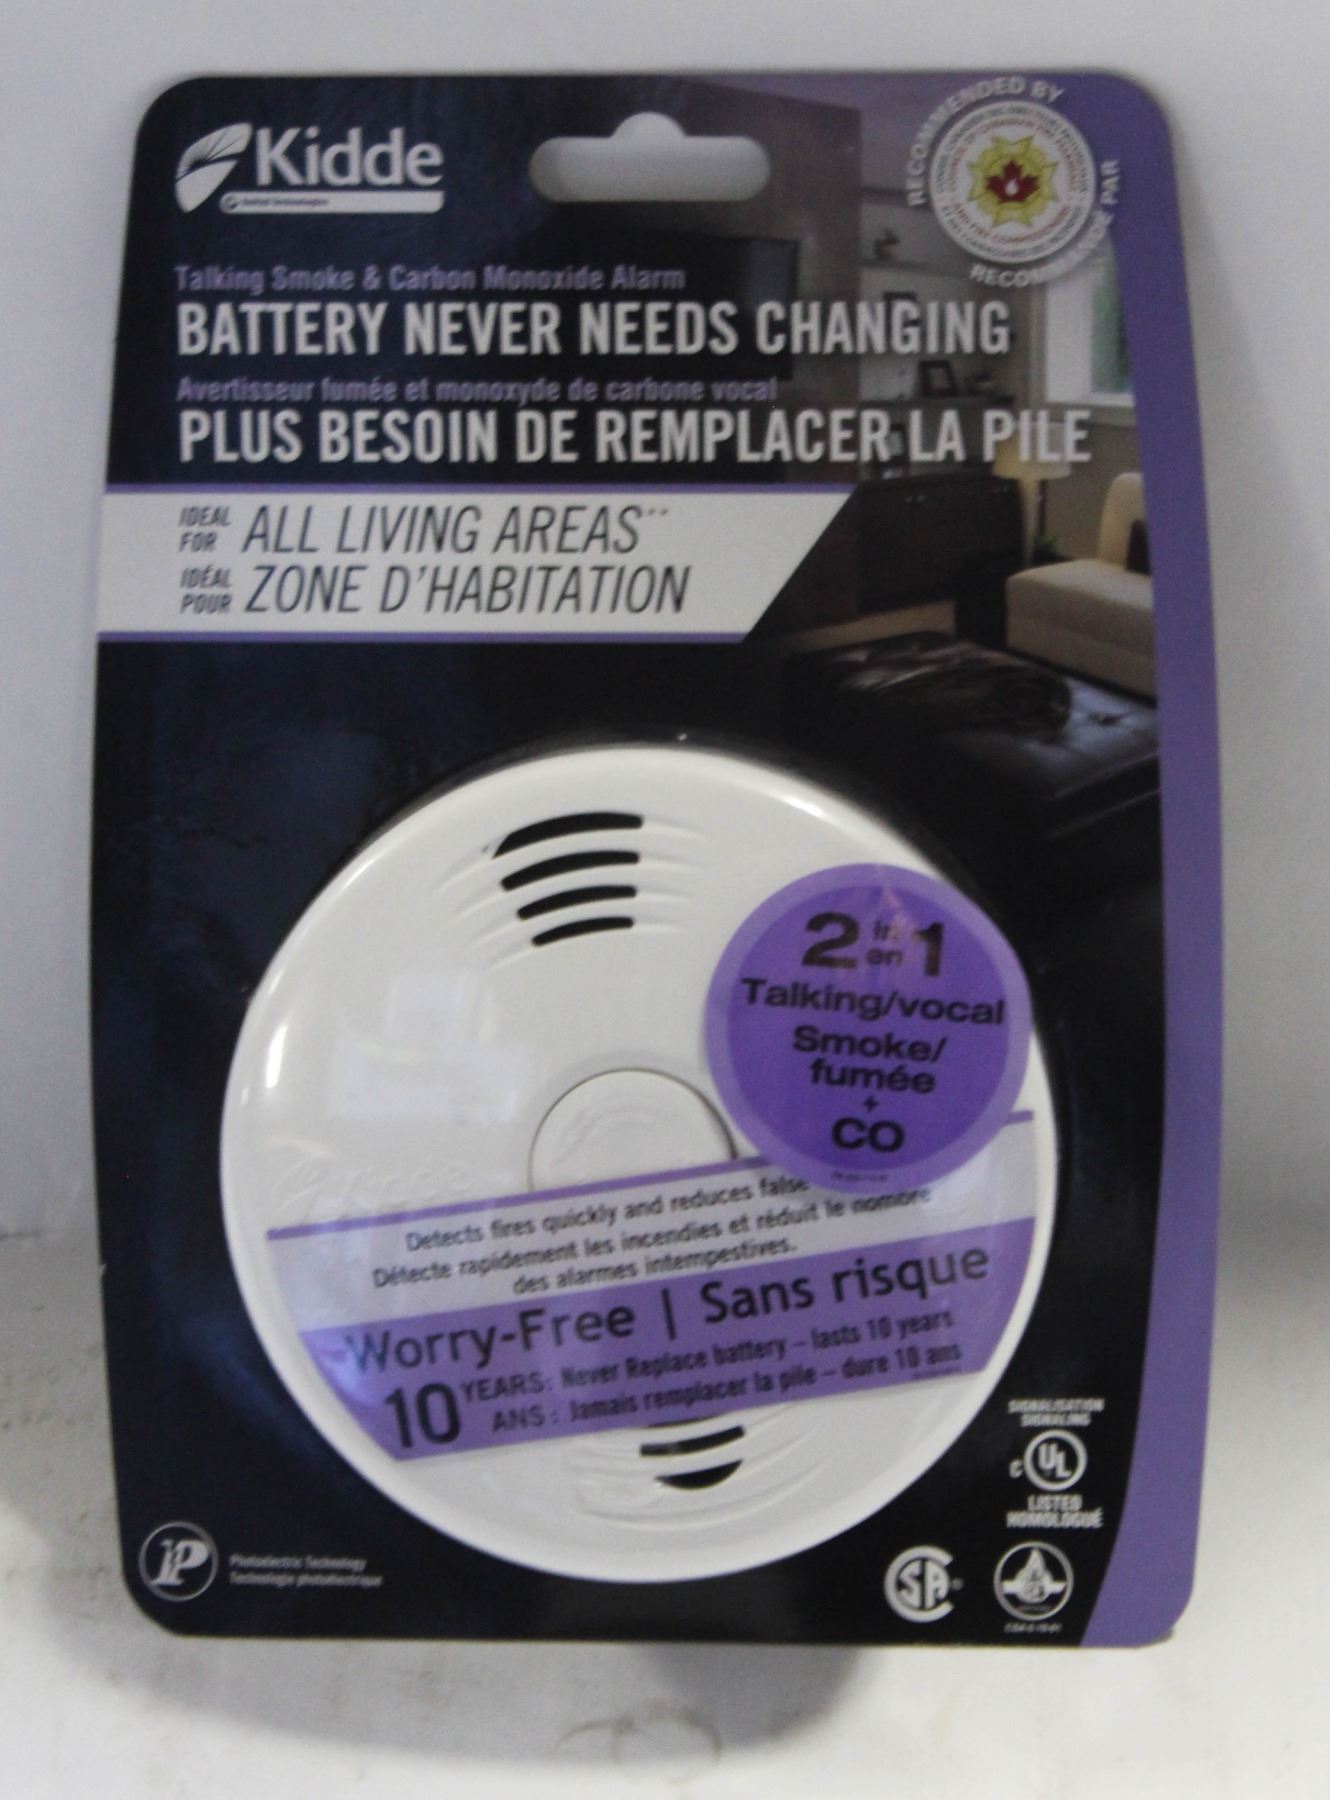 Kidde
United Technologies
RECOMMENDED BY
RECOMMANDÉ PAR
Talking Smoke & Carbon Monoxide Alarm
BATTERY NEVER NEEDS CHANGING
Avertisseur fumée et monoxyde de carbone vocal
PLUS BESOIN DE REMPLACER LA PILE
IDEAL FOR ALL LIVING AREAS**
IDÉAL POUR ZONE D'HABITATION
2 in/en 1
Talking/vocal
Smoke/
fumée
+
CO
Detects fires quickly and reduces false
Détecte rapidement les incendies et réduit le nombre
des alarmes intempestives.
Worry-Free | Sans risque
10 YEARS: Never Replace battery – lasts 10 years
ANS : Jamais remplacer la pile – dure 10 ans
SIGNALISATION
SIGNALING
c UL
LISTED
HOMOLOGUÉ
P
Photoelectric Technology
Technologie photoélectrique